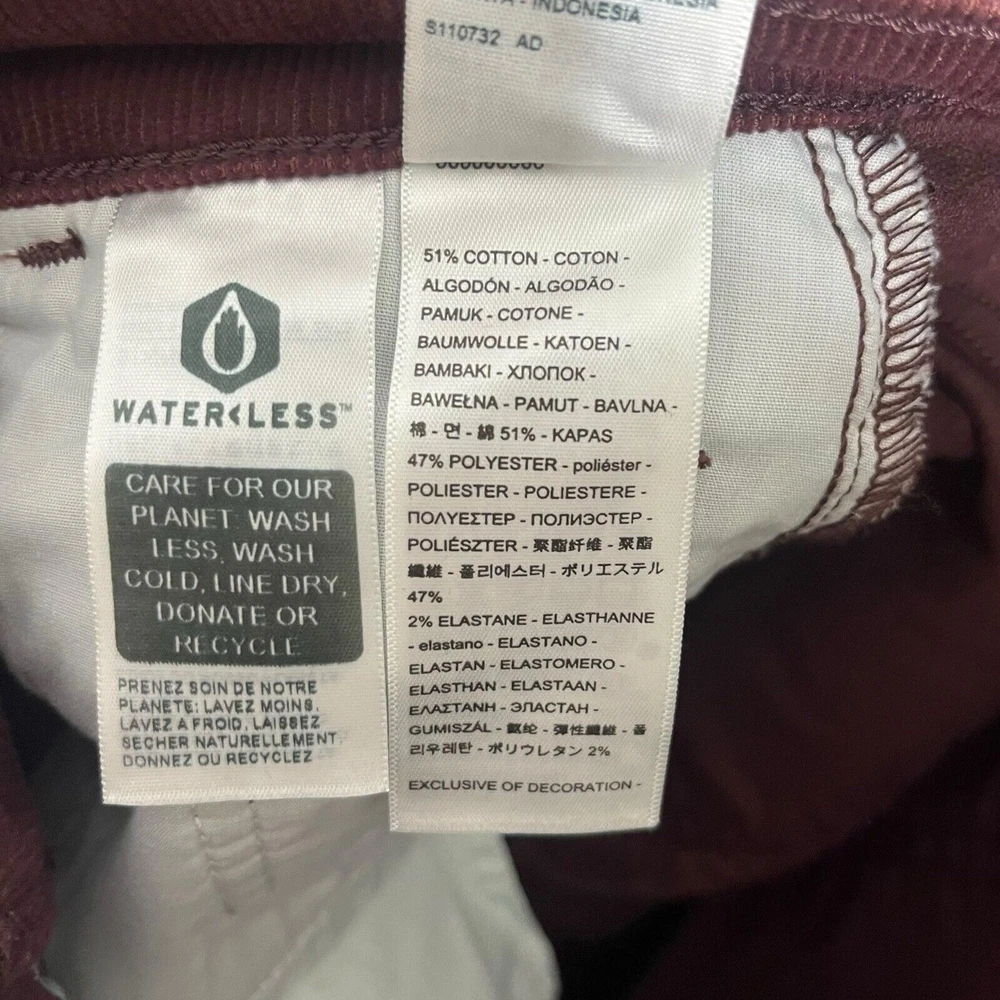 - INDONESIA
S110732 AD
WATER<LESS™
CARE FOR OUR
PLANET: WASH
LESS, WASH
COLD, LINE DRY,
DONATE OR
RECYCLE
PRENEZ SOIN DE NOTRE
PLANÈTE: LAVEZ MOINS,
LAVEZ À FROID, LAISSEZ
SÉCHER NATURELLEMENT,
DONNEZ OU RECYCLEZ
51% COTTON - COTON -
ALGODÓN - ALGODÃO -
PAMUK - COTONE -
BAUMWOLLE - KATOEN -
BAMBAKI - ХЛОПОК -
BAWEŁNA - PAMUT - BAVLNA -
棉 - 면 - 綿 51% - KAPAS
47% POLYESTER - poliéster -
POLIESTER - POLIESTERE -
ΠΟΛΥΕΣΤΕΡ - ПОЛИЭСТЕР -
POLIÉSZTER - 聚酯纤维 - 聚酯
纖維 - 폴리에스터 - ポリエステル
47%
2% ELASTANE - ELASTHANNE
- elastano - ELASTANO -
ELASTAN - ELASTOMERO -
ELASTHAN - ELASTAAN -
ΕΛΑΣΤΑΝΗ - ЭЛАСТАН -
GUMISZÁL - 氨纶 - 彈性纖維 - 폴
리우레탄 - ポリウレタン 2%
EXCLUSIVE OF DECORATION -